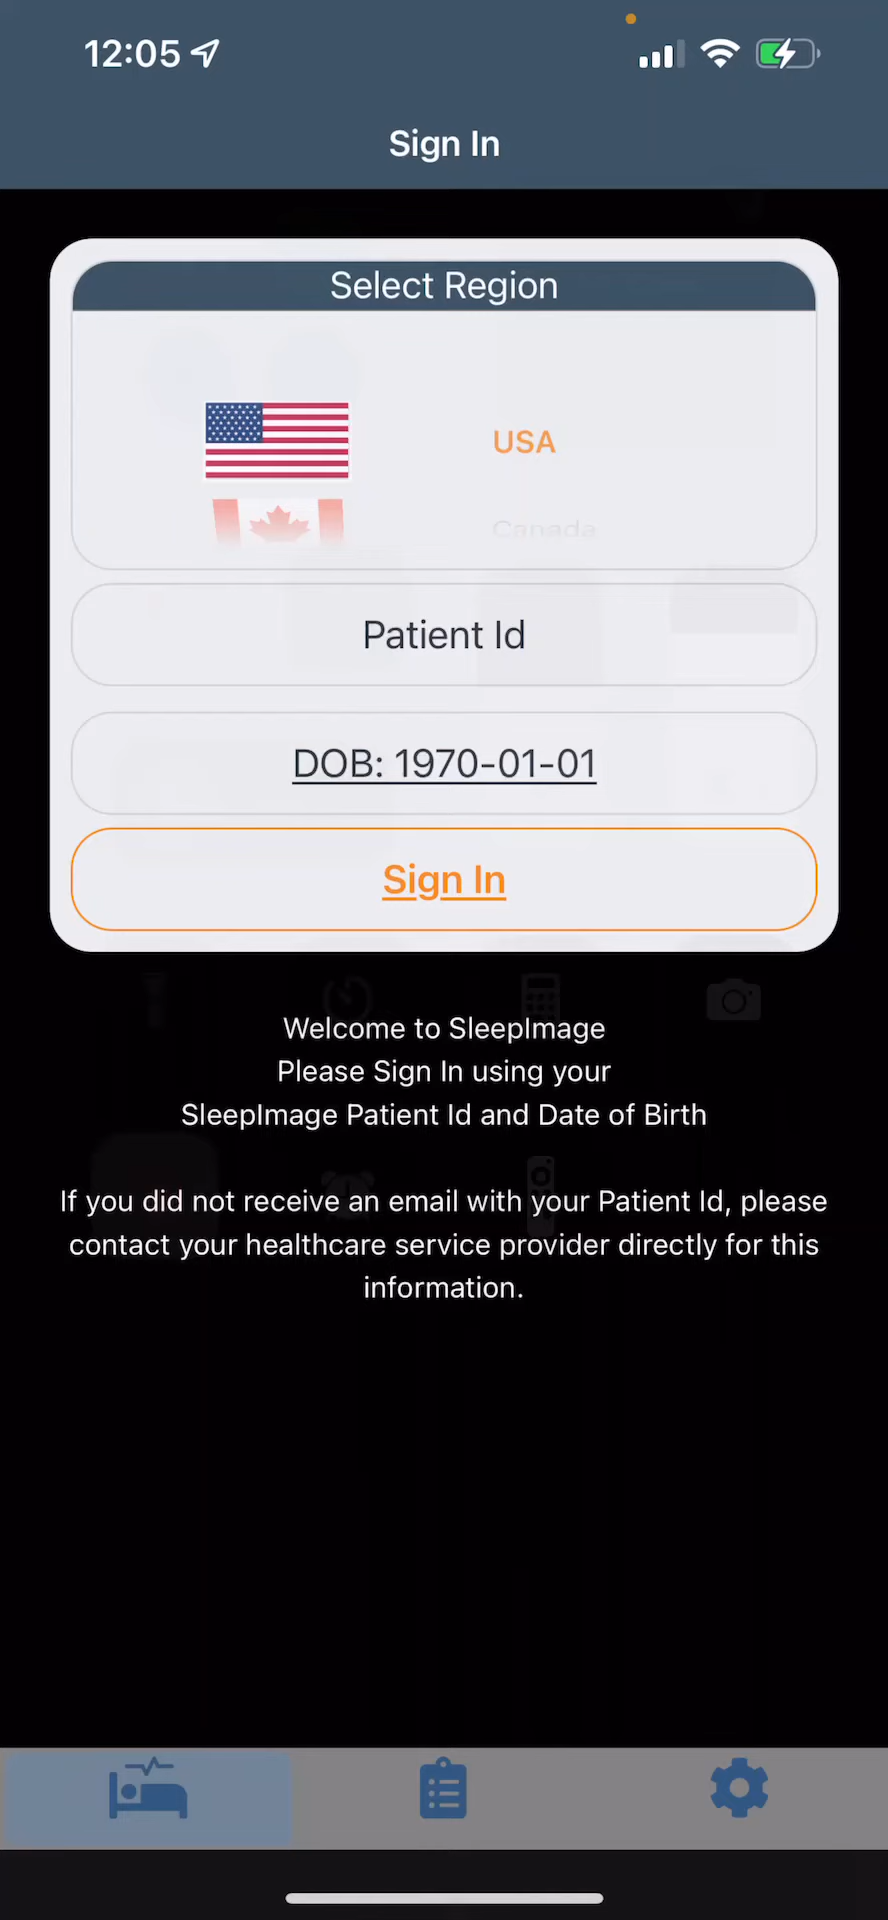 12:05
Sign In
Select Region
USA
Canada
Patient Id
DOB: 1970-01-01
Sign In
Welcome to SleepImage
Please Sign In using your
SleepImage Patient Id and Date of Birth
If you did not receive an email with your Patient Id, please
contact your healthcare service provider directly for this
information.